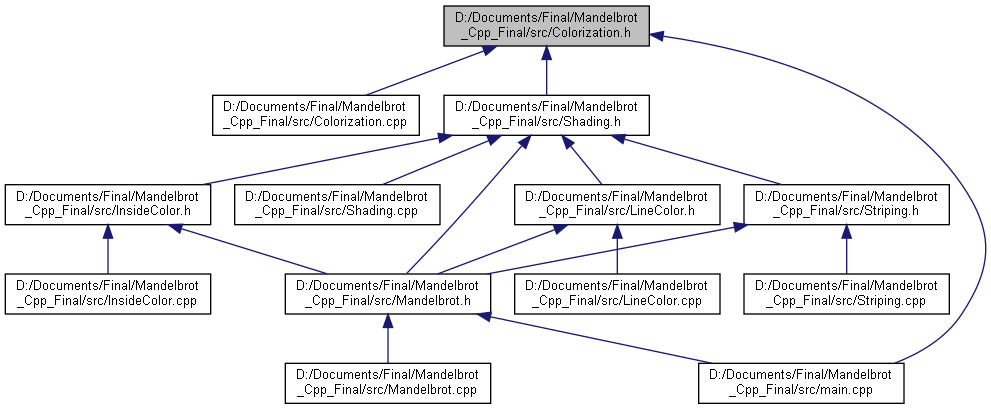 D:/Documents/Final/Mandelbrot
_Cpp_Final/src/Colorization.h
D:/Documents/Final/Mandelbrot
_Cpp_Final/src/Colorization.cpp
D:/Documents/Final/Mandelbrot
_Cpp_Final/src/Shading.h
D:/Documents/Final/Mandelbrot
_Cpp_Final/src/InsideColor.h
D:/Documents/Final/Mandelbrot
_Cpp_Final/src/Shading.cpp
D:/Documents/Final/Mandelbrot
_Cpp_Final/src/LineColor.h
D:/Documents/Final/Mandelbrot
_Cpp_Final/src/Striping.h
D:/Documents/Final/Mandelbrot
_Cpp_Final/src/InsideColor.cpp
D:/Documents/Final/Mandelbrot
_Cpp_Final/src/Mandelbrot.h
D:/Documents/Final/Mandelbrot
_Cpp_Final/src/LineColor.cpp
D:/Documents/Final/Mandelbrot
_Cpp_Final/src/Striping.cpp
D:/Documents/Final/Mandelbrot
_Cpp_Final/src/Mandelbrot.cpp
D:/Documents/Final/Mandelbrot
_Cpp_Final/src/main.cpp